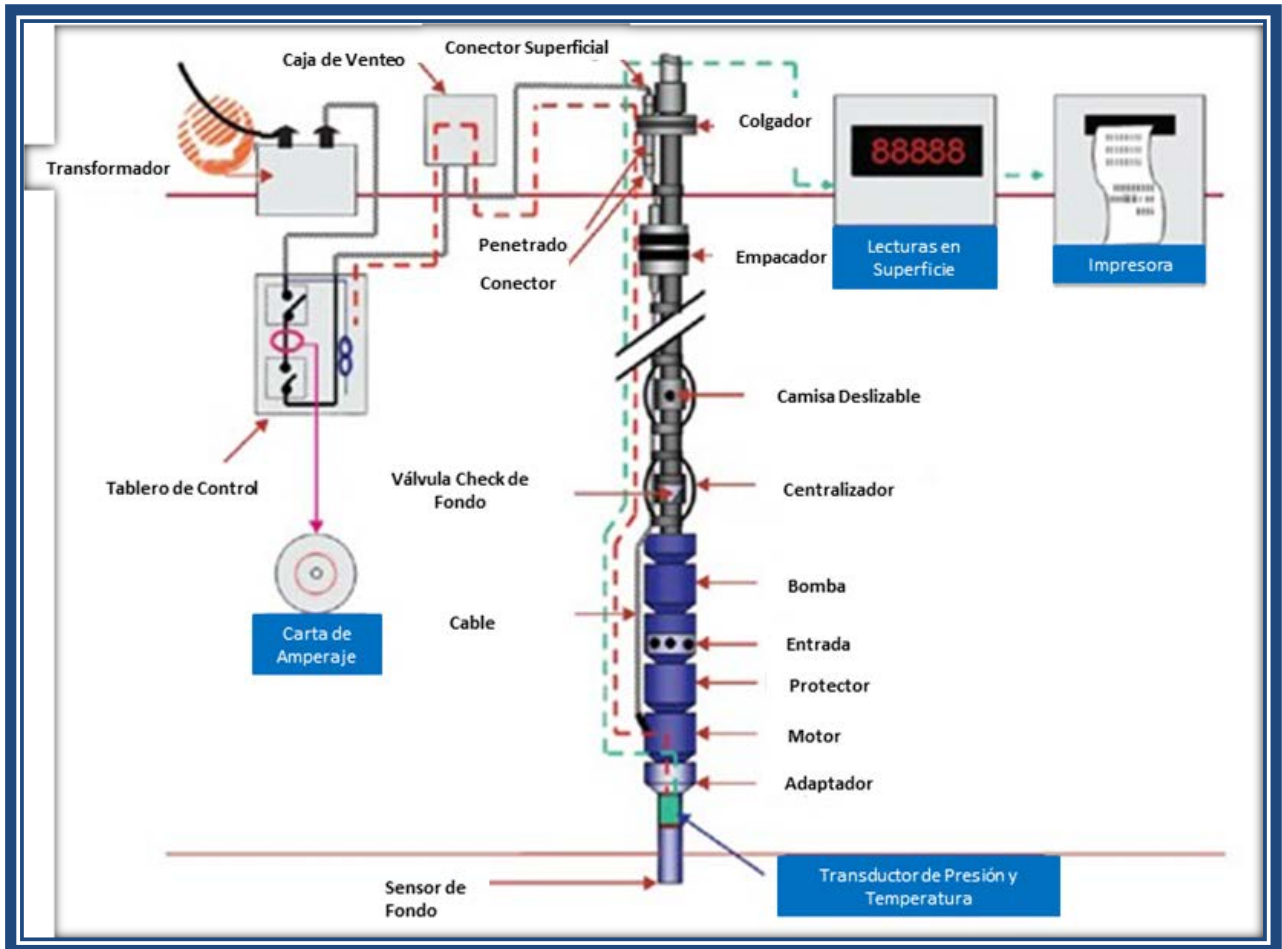 Conector Superficial
Caja de Venteo
Colgador
88888
Transformador
Penetrado
Conector
Empacador
Lecturas en
Superficie
Impresora
Camisa Deslizable
Tablero de Control
Válvula Check de
Fondo
Centralizador
Bomba
Cable
Carta de
Amperaje
Entrada
Protector
Motor
Adaptador
Sensor de
Fondo
Transductor de Presión y
Temperatura